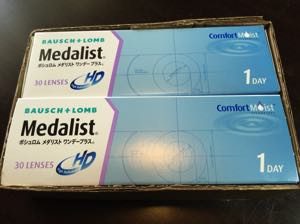 BAUSCH + LOMB
Medalist®
ボシュロム メダリスト ワンデープラス®
30 LENSES
HD
ComfortMoist
1 DAY
BAUSCH + LOMB
Medalist®
ボシュロム メダリスト ワンデープラス®
30 LENSES
HD
ComfortMoist
1 DAY